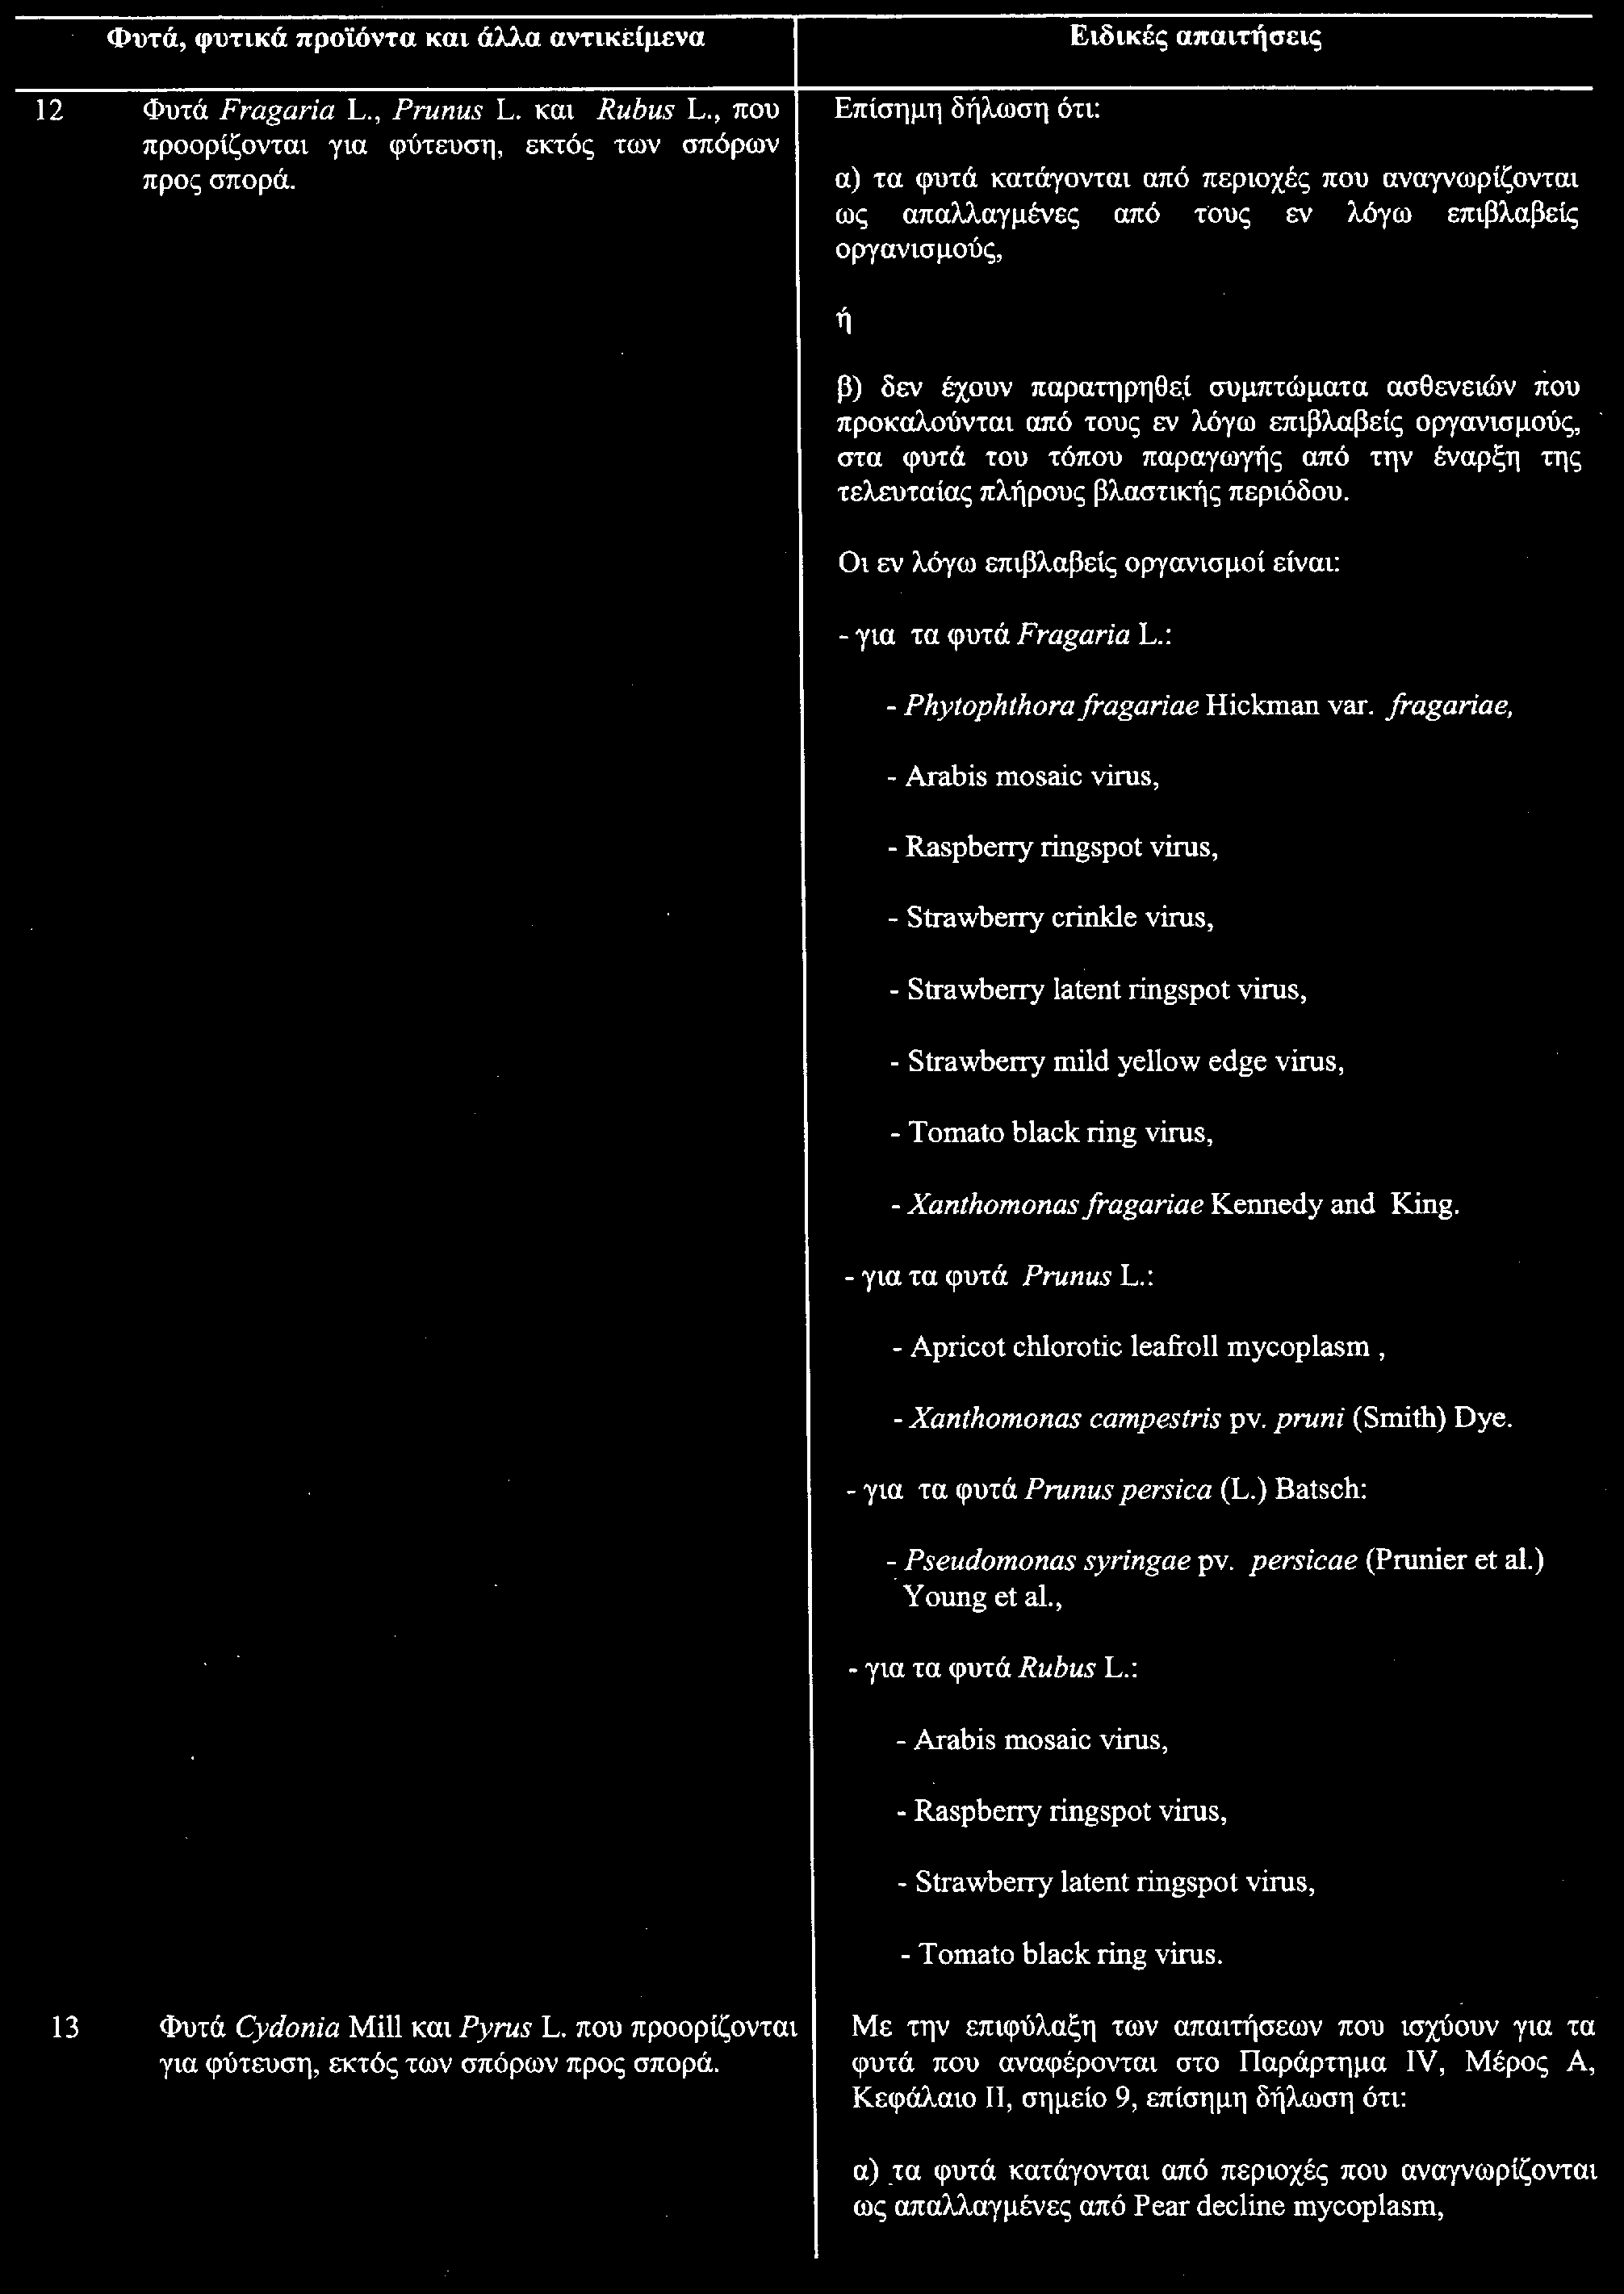 Φυτά, φυτικά προϊόντα και άλλα αντικείμενα
Ειδικές απαιτήσεις
12 Φυτά Fragaria L., Prunus L. και Rubus L., που
προορίζονται για φύτευση, εκτός των σπόρων
προς σπορά.
Επίσημη δήλωση ότι:
α) τα φυτά κατάγονται από περιοχές που αναγνωρίζονται
ως απαλλαγμένες από τους εν λόγω επιβλαβείς
οργανισμούς,
ή
β) δεν έχουν παρατηρηθεί συμπτώματα ασθενειών που
προκαλούνται από τους εν λόγω επιβλαβείς οργανισμούς,
στα φυτά του τόπου παραγωγής από την έναρξη της
τελευταίας πλήρους βλαστικής περιόδου.
Οι εν λόγω επιβλαβείς οργανισμοί είναι:
- για τα φυτά Fragaria L.:
- Phytophthora fragariae Hickman var. fragariae,
- Arabis mosaic virus,
- Raspberry ringspot virus,
- Strawberry crinkle virus,
- Strawberry latent ringspot virus,
- Strawberry mild yellow edge virus,
- Tomato black ring virus,
- Xanthomonas fragariae Kennedy and King.
- για τα φυτά Prunus L.:
- Apricot chlorotic leafroll mycoplasm ,
- Xanthomonas campestris pv. pruni (Smith) Dye.
- για τα φυτά Prunus persica (L.) Batsch:
- Pseudomonas syringae pv. persicae (Prunier et al.)
Young et al.,
- για τα φυτά Rubus L.:
- Arabis mosaic virus,
- Raspberry ringspot virus,
- Strawberry latent ringspot virus,
- Tomato black ring virus.
13 Φυτά Cydonia Mill και Pyrus L. που προορίζονται
για φύτευση, εκτός των σπόρων προς σπορά.
Με την επιφύλαξη των απαιτήσεων που ισχύουν για τα
φυτά που αναφέρονται στο Παράρτημα IV, Μέρος Α,
Κεφάλαιο ΙΙ, σημείο 9, επίσημη δήλωση ότι:
α) τα φυτά κατάγονται από περιοχές που αναγνωρίζονται
ως απαλλαγμένες από Pear decline mycoplasm,